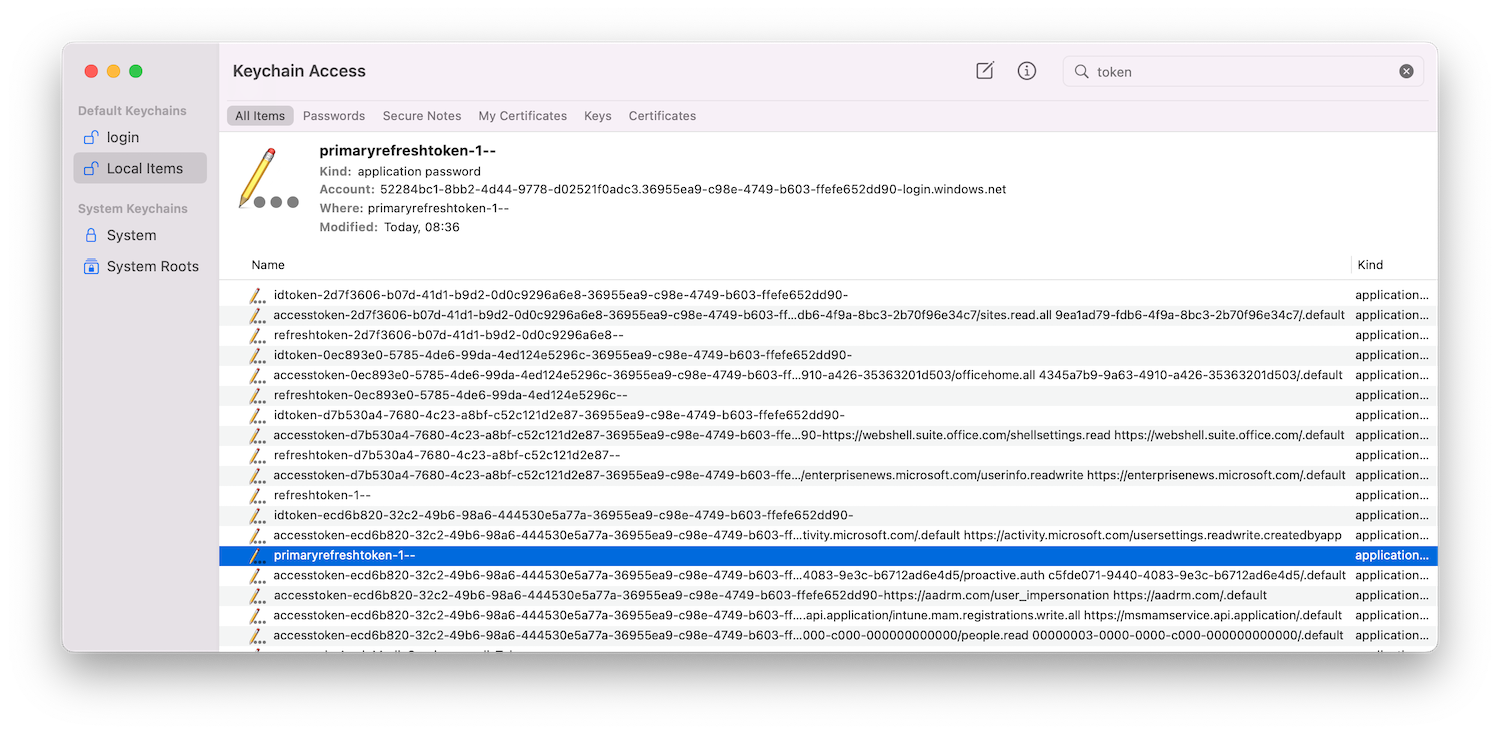 Keychain Access
token
Default Keychains
login
Local Items
System Keychains
System
System Roots
All Items Passwords Secure Notes My Certificates Keys Certificates
primaryrefreshtoken-1--
Kind: application password
Account: 52284bc1-8bb2-4d44-9778-d02521f0adc3.36955ea9-c98e-4749-b603-ffefe652dd90-login.windows.net
Where: primaryrefreshtoken-1--
Modified: Today, 08:36
Name Kind
idtoken-2d7f3606-b07d-41d1-b9d2-0d0c9296a6e8-36955ea9-c98e-4749-b603-ffefe652dd90- application...
accesstoken-2d7f3606-b07d-41d1-b9d2-0d0c9296a6e8-36955ea9-c98e-4749-b603-ff...db6-4f9a-8bc3-2b70f96e34c7/sites.read.all 9ea1ad79-fdb6-4f9a-8bc3-2b70f96e34c7/.default application...
refreshtoken-2d7f3606-b07d-41d1-b9d2-0d0c9296a6e8-- application...
idtoken-0ec893e0-5785-4de6-99da-4ed124e5296c-36955ea9-c98e-4749-b603-ffefe652dd90- application...
accesstoken-0ec893e0-5785-4de6-99da-4ed124e5296c-36955ea9-c98e-4749-b603-ff...910-a426-35363201d503/officehome.all 4345a7b9-9a63-4910-a426-35363201d503/.default application...
refreshtoken-0ec893e0-5785-4de6-99da-4ed124e5296c-- application...
idtoken-d7b530a4-7680-4c23-a8bf-c52c121d2e87-36955ea9-c98e-4749-b603-ffefe652dd90- application...
accesstoken-d7b530a4-7680-4c23-a8bf-c52c121d2e87-36955ea9-c98e-4749-b603-ffe...90-https://webshell.suite.office.com/shellsettings.read https://webshell.suite.office.com/.default application...
refreshtoken-d7b530a4-7680-4c23-a8bf-c52c121d2e87-- application...
accesstoken-d7b530a4-7680-4c23-a8bf-c52c121d2e87-36955ea9-c98e-4749-b603-ffe.../enterprisenews.microsoft.com/userinfo.readwrite https://enterprisenews.microsoft.com/.default application...
refreshtoken-1-- application...
idtoken-ecd6b820-32c2-49b6-98a6-444530e5a77a-36955ea9-c98e-4749-b603-ffefe652dd90- application...
accesstoken-ecd6b820-32c2-49b6-98a6-444530e5a77a-36955ea9-c98e-4749-b603-ff...tivity.microsoft.com/.default https://activity.microsoft.com/usersettings.readwrite.createdbyapp application...
primaryrefreshtoken-1-- application...
accesstoken-ecd6b820-32c2-49b6-98a6-444530e5a77a-36955ea9-c98e-4749-b603-ff...4083-9e3c-b6712ad6e4d5/proactive.auth c5fde071-9440-4083-9e3c-b6712ad6e4d5/.default application...
accesstoken-ecd6b820-32c2-49b6-98a6-444530e5a77a-36955ea9-c98e-4749-b603-ffefe652dd90-https://aadrm.com/user_impersonation https://aadrm.com/.default application...
accesstoken-ecd6b820-32c2-49b6-98a6-444530e5a77a-36955ea9-c98e-4749-b603-ff....api.application/intune.mam.registrations.write.all https://msmamservice.api.application/.default application...
accesstoken-ecd6b820-32c2-49b6-98a6-444530e5a77a-36955ea9-c98e-4749-b603-ff...000-c000-000000000000/people.read 00000003-0000-0000-c000-000000000000/.default application...